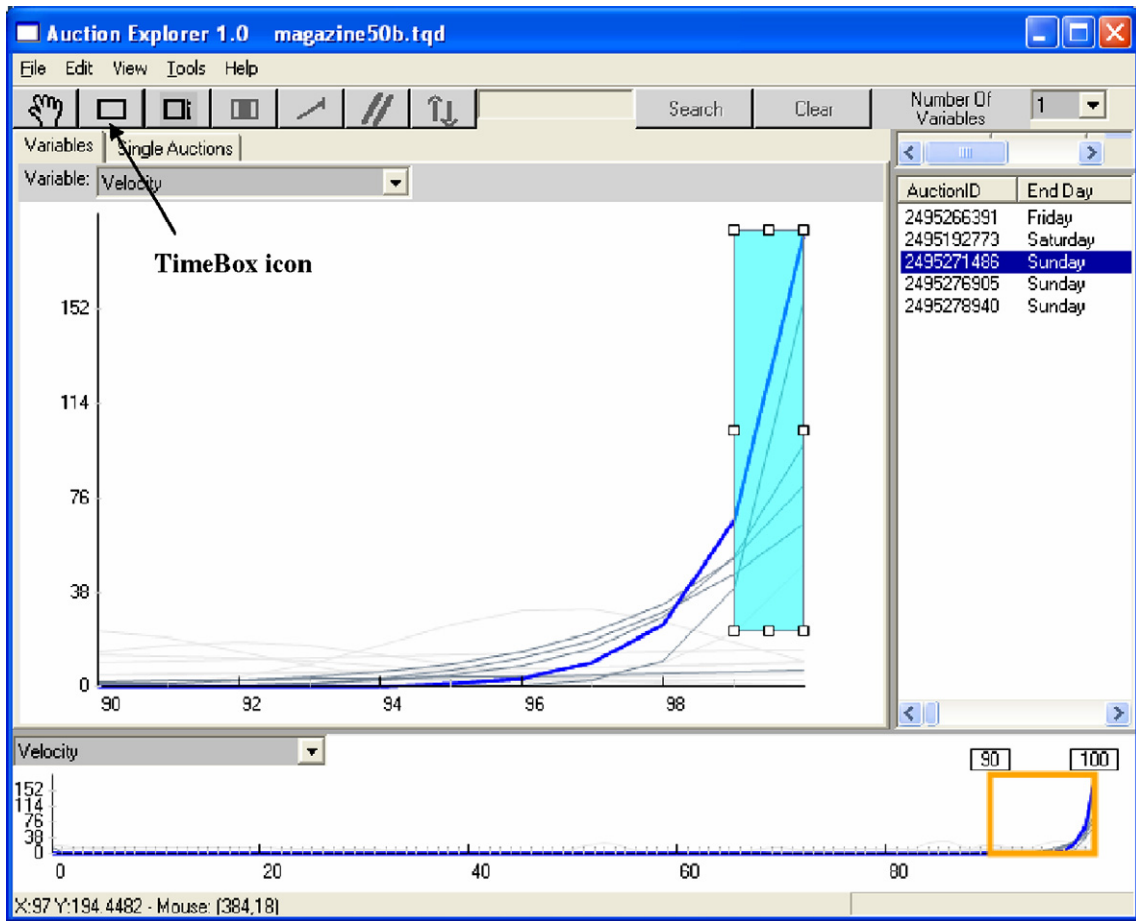 Auction Explorer 1.0 magazine50b.tqd
File Edit View Tools Help
Search Clear Number Of Variables 1
Variables Single Auctions
Variable: Velocity
TimeBox icon
152
114
76
38
0
90 92 94 96 98
AuctionID End Day
2495266391 Friday
2495192773 Saturday
2495271486 Sunday
2495276905 Sunday
2495278940 Sunday
Velocity
90 100
152
114
76
38
0
0 20 40 60 80
X:97 Y:194.4482 - Mouse: (384,18)